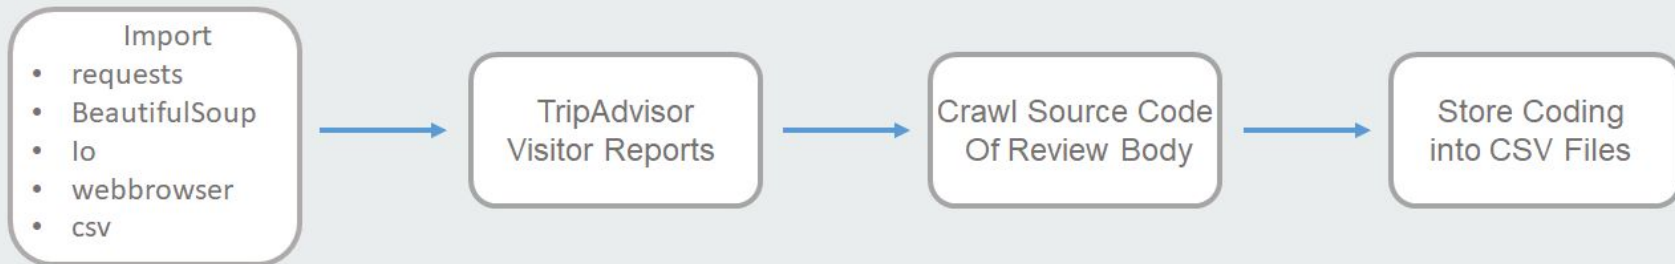 Import
• requests
• BeautifulSoup
• Io
• webbrowser
• csv
TripAdvisor
Visitor Reports
Crawl Source Code
Of Review Body
Store Coding
into CSV Files